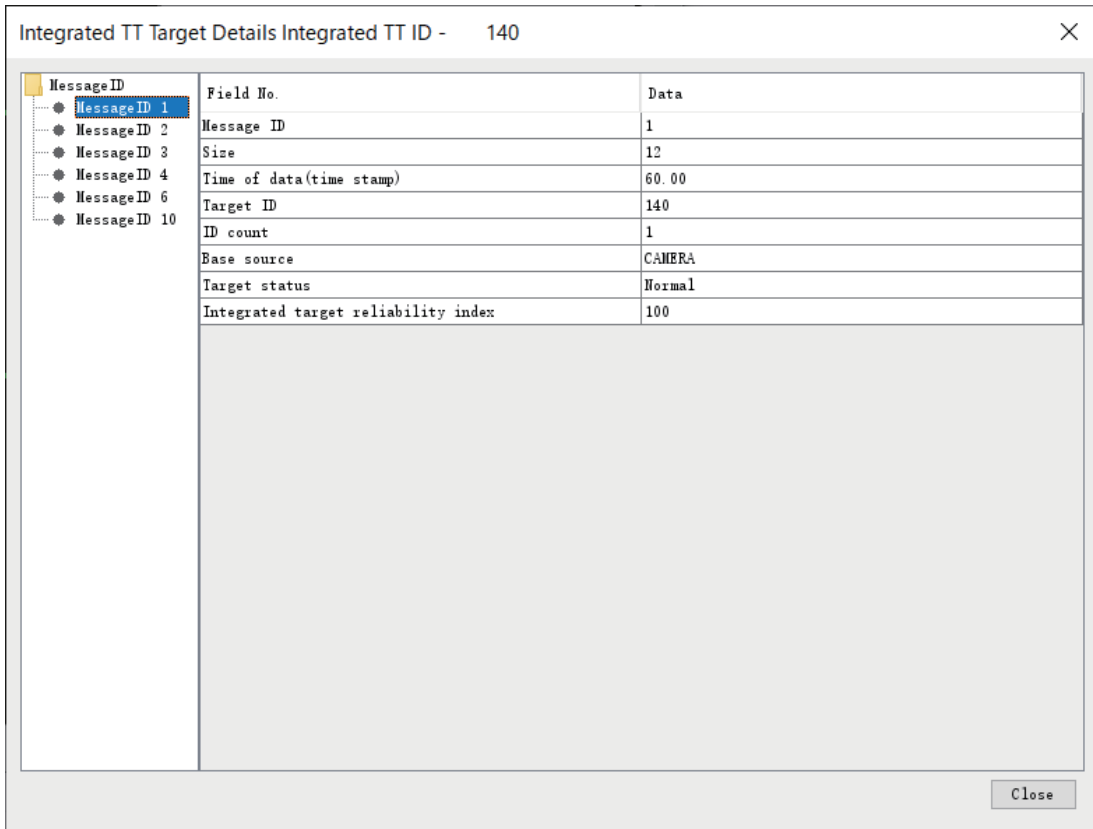 Integrated TT Target Details Integrated TT ID - 140
MessageID
MessageID 1
MessageID 2
MessageID 3
MessageID 4
MessageID 6
MessageID 10
Field No. Data
Message ID 1
Size 12
Time of data(time stamp) 60.00
Target ID 140
ID count 1
Base source CAMERA
Target status Normal
Integrated target reliability index 100
Close